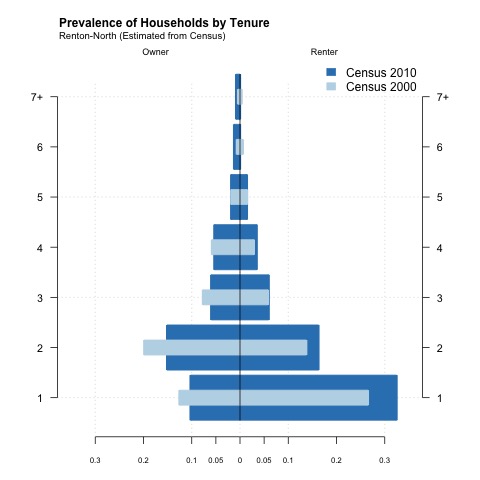 Prevalence of Households by Tenure
Renton-North (Estimated from Census)
Owner Renter
Census 2010
Census 2000
7+ 7+
6 6
5 5
4 4
3 3
2 2
1 1
0.3 0.2 0.1 0.05 0 0.05 0.1 0.2 0.3